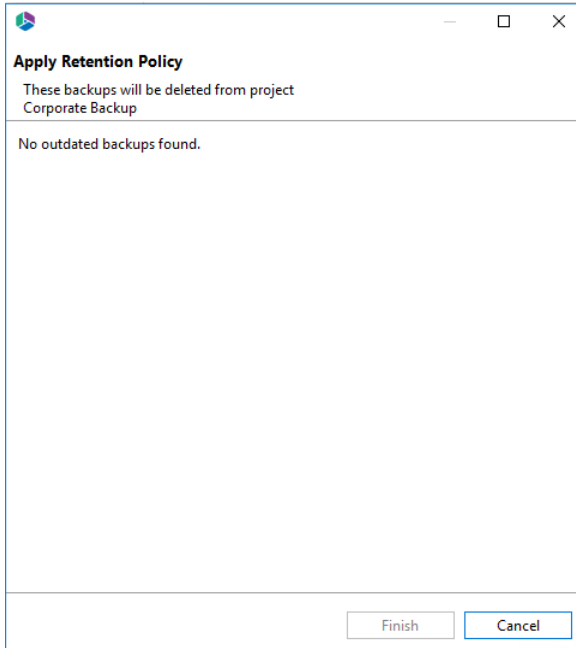 Apply Retention Policy
These backups will be deleted from project
Corporate Backup
No outdated backups found.
Finish
Cancel